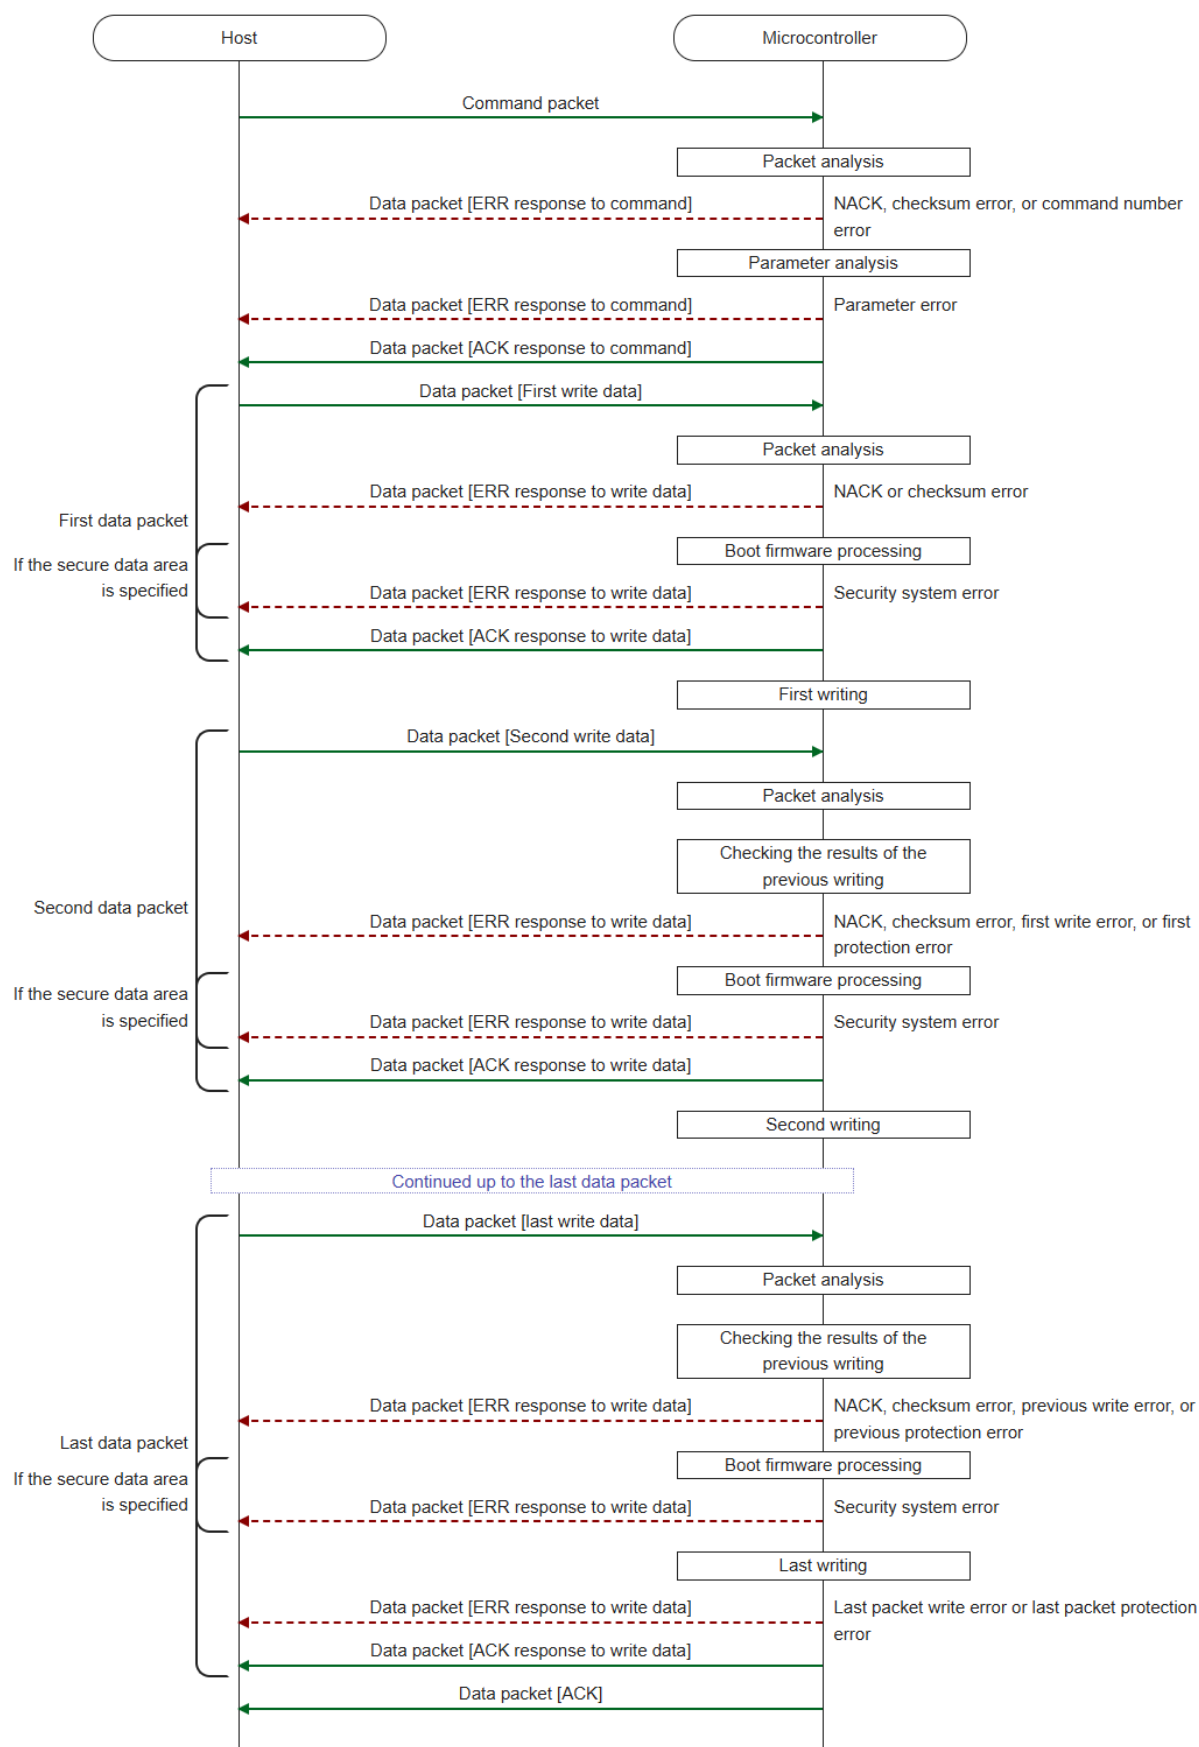 Host
Microcontroller
Command packet
Packet analysis
Data packet [ERR response to command]
NACK, checksum error, or command number
error
Parameter analysis
Data packet [ERR response to command]
Parameter error
Data packet [ACK response to command]
Data packet [First write data]
Packet analysis
Data packet [ERR response to write data]
NACK or checksum error
First data packet
If the secure data area
is specified
Boot firmware processing
Data packet [ERR response to write data]
Security system error
Data packet [ACK response to write data]
First writing
Data packet [Second write data]
Packet analysis
Checking the results of the
previous writing
Second data packet
Data packet [ERR response to write data]
NACK, checksum error, first write error, or first
protection error
If the secure data area
is specified
Boot firmware processing
Data packet [ERR response to write data]
Security system error
Data packet [ACK response to write data]
Second writing
Continued up to the last data packet
Data packet [last write data]
Packet analysis
Checking the results of the
previous writing
Data packet [ERR response to write data]
NACK, checksum error, previous write error, or
previous protection error
Last data packet
If the secure data area
is specified
Boot firmware processing
Data packet [ERR response to write data]
Security system error
Last writing
Data packet [ERR response to write data]
Last packet write error or last packet protection
error
Data packet [ACK response to write data]
Data packet [ACK]